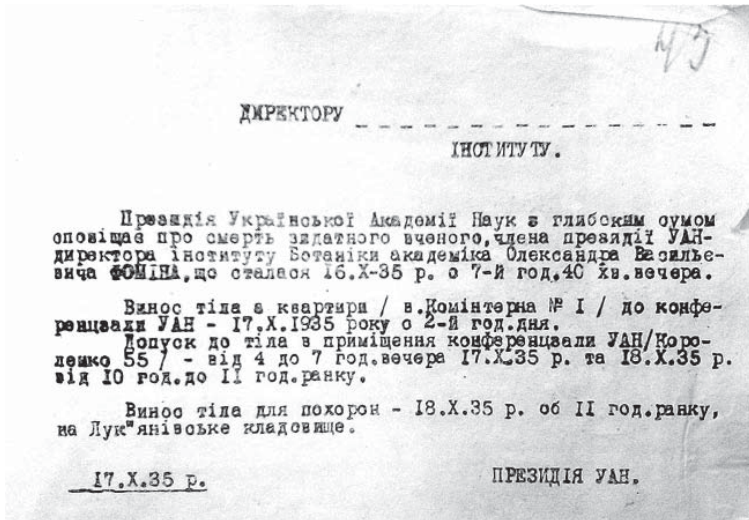 43
ДИРЕКТОРУ _ _ _ _ _ _ _ _ _ _ _ _ _ _ _ _
ІНСТИТУТУ.
Президія Української Академії Наук з глибоким сумом
оповіщає про смерть видатного вченого,члена президії УАН-
директора інституту Ботаніки академіка Олександра Василье-
вича ФОМІНА,що сталася 16.X-35 р. о 7-й год.40 хв.вечера.
Винос тіла з квартири / в.Комінтерна № I / до конфе-
ренцзали УАН - 17.X.1935 року о 2-й год.дня.
Допуск до тіла в приміщення конференцзали УАН/Коро-
ленко 55 / - від 4 до 7 год.вечера 17.X.35 р. та 18.X.35 р.
від 10 год.до II год.ранку.
Винос тіла для похорон - 18.X.35 р. об II год.ранку,
на Лук"янівське кладовище.
17.X.35 р.
ПРЕЗИДІЯ УАН.